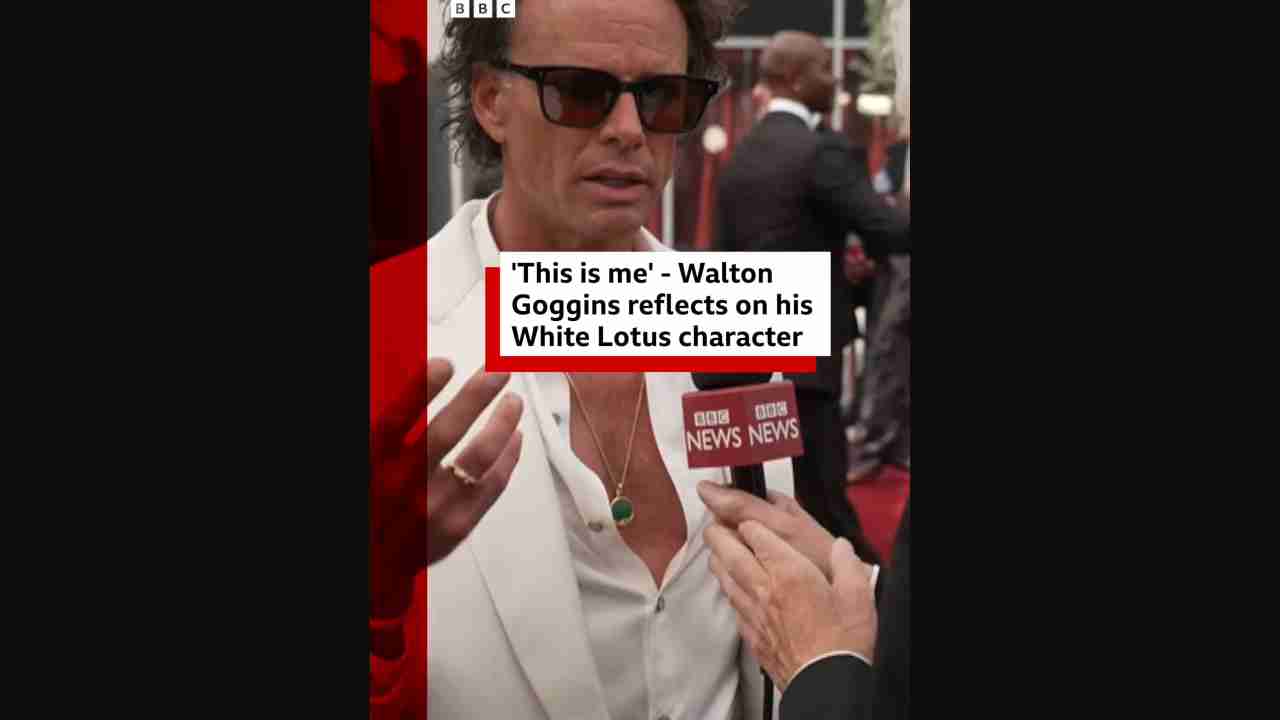 BBC
'This is me' - Walton
Goggins reflects on his
White Lotus character
BBC BBC
NEWS NEWS